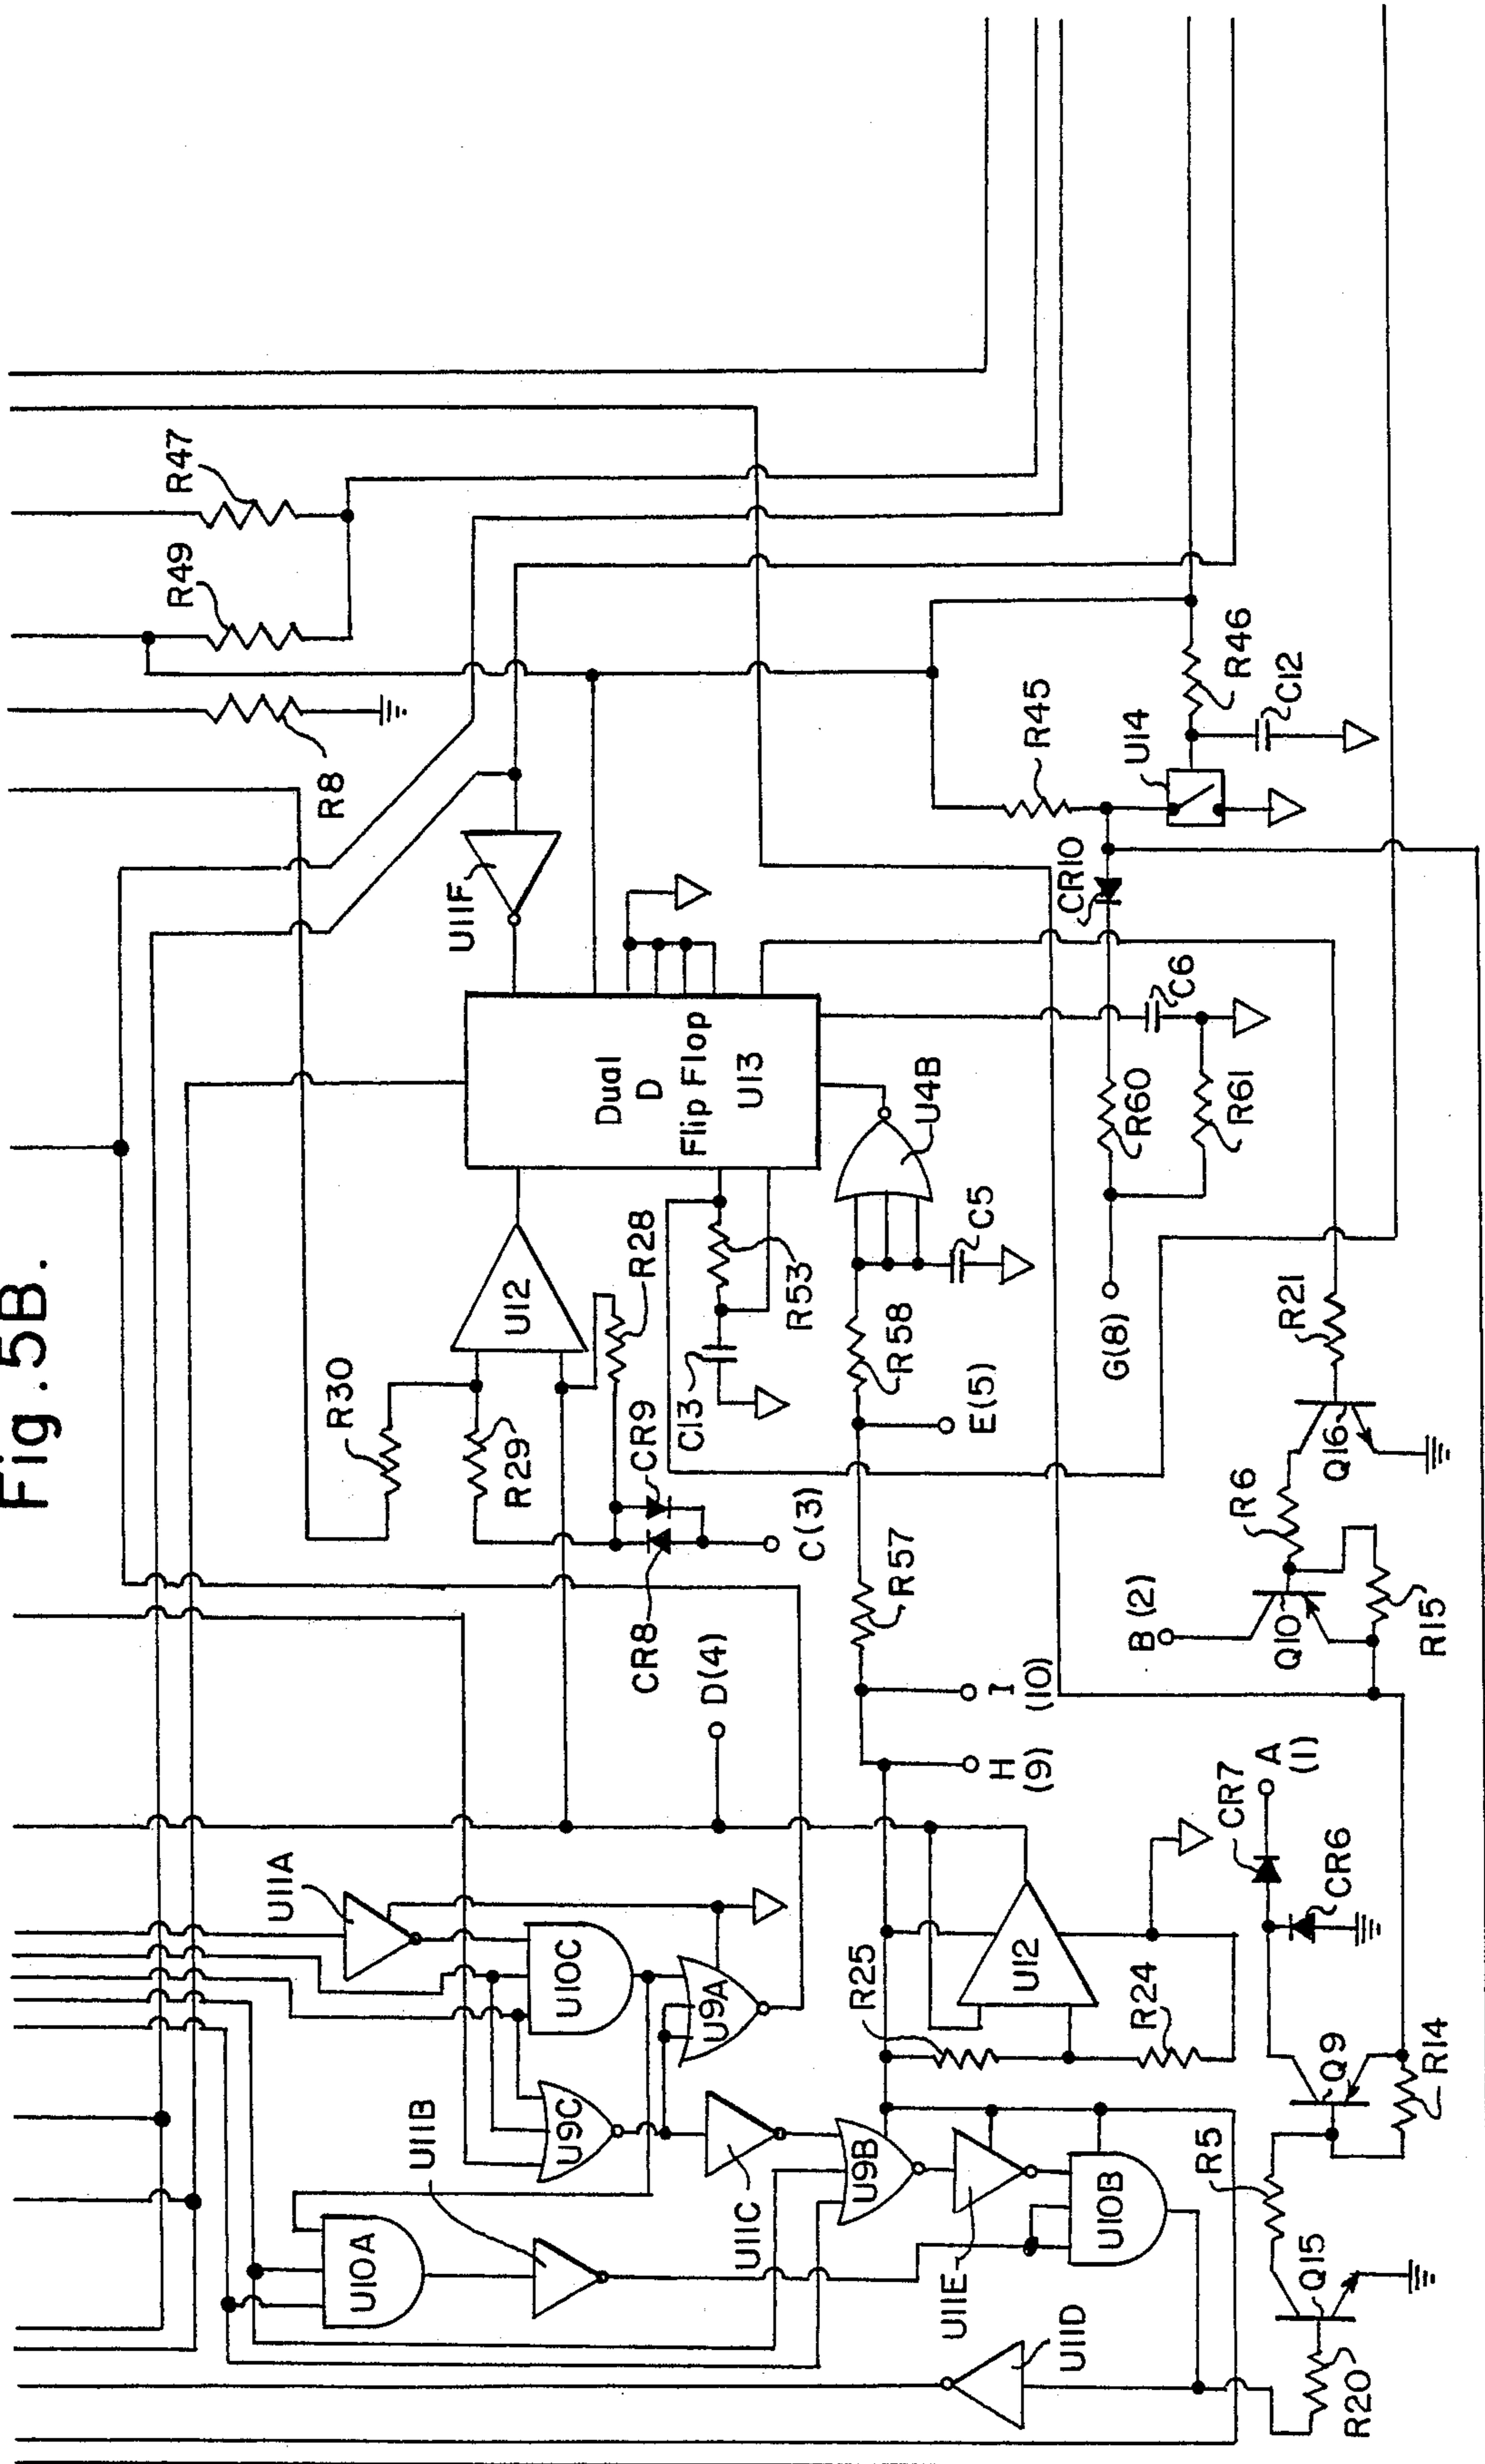 Fig.5B.
R47
R49
R8
R30
R29
U12
R28
U11F
Dual
D
Flip Flop
U13
CR9
CR8
C(3)
C13
R53
D(4)
R57
R58
E(5)
C5
U4B
I
(10)
H
(9)
G(8)
R60
R61
C6
CR10
R45
U14
R46
C12
U11A
U10C
U9A
U9C
U11B
U10A
U11C
U9B
U11E
U10B
U11D
R25
U12
R24
CR7
A
(1)
CR6
Q9
R14
R5
Q15
R20
B(2)
Q10
R15
R6
Q16
R21